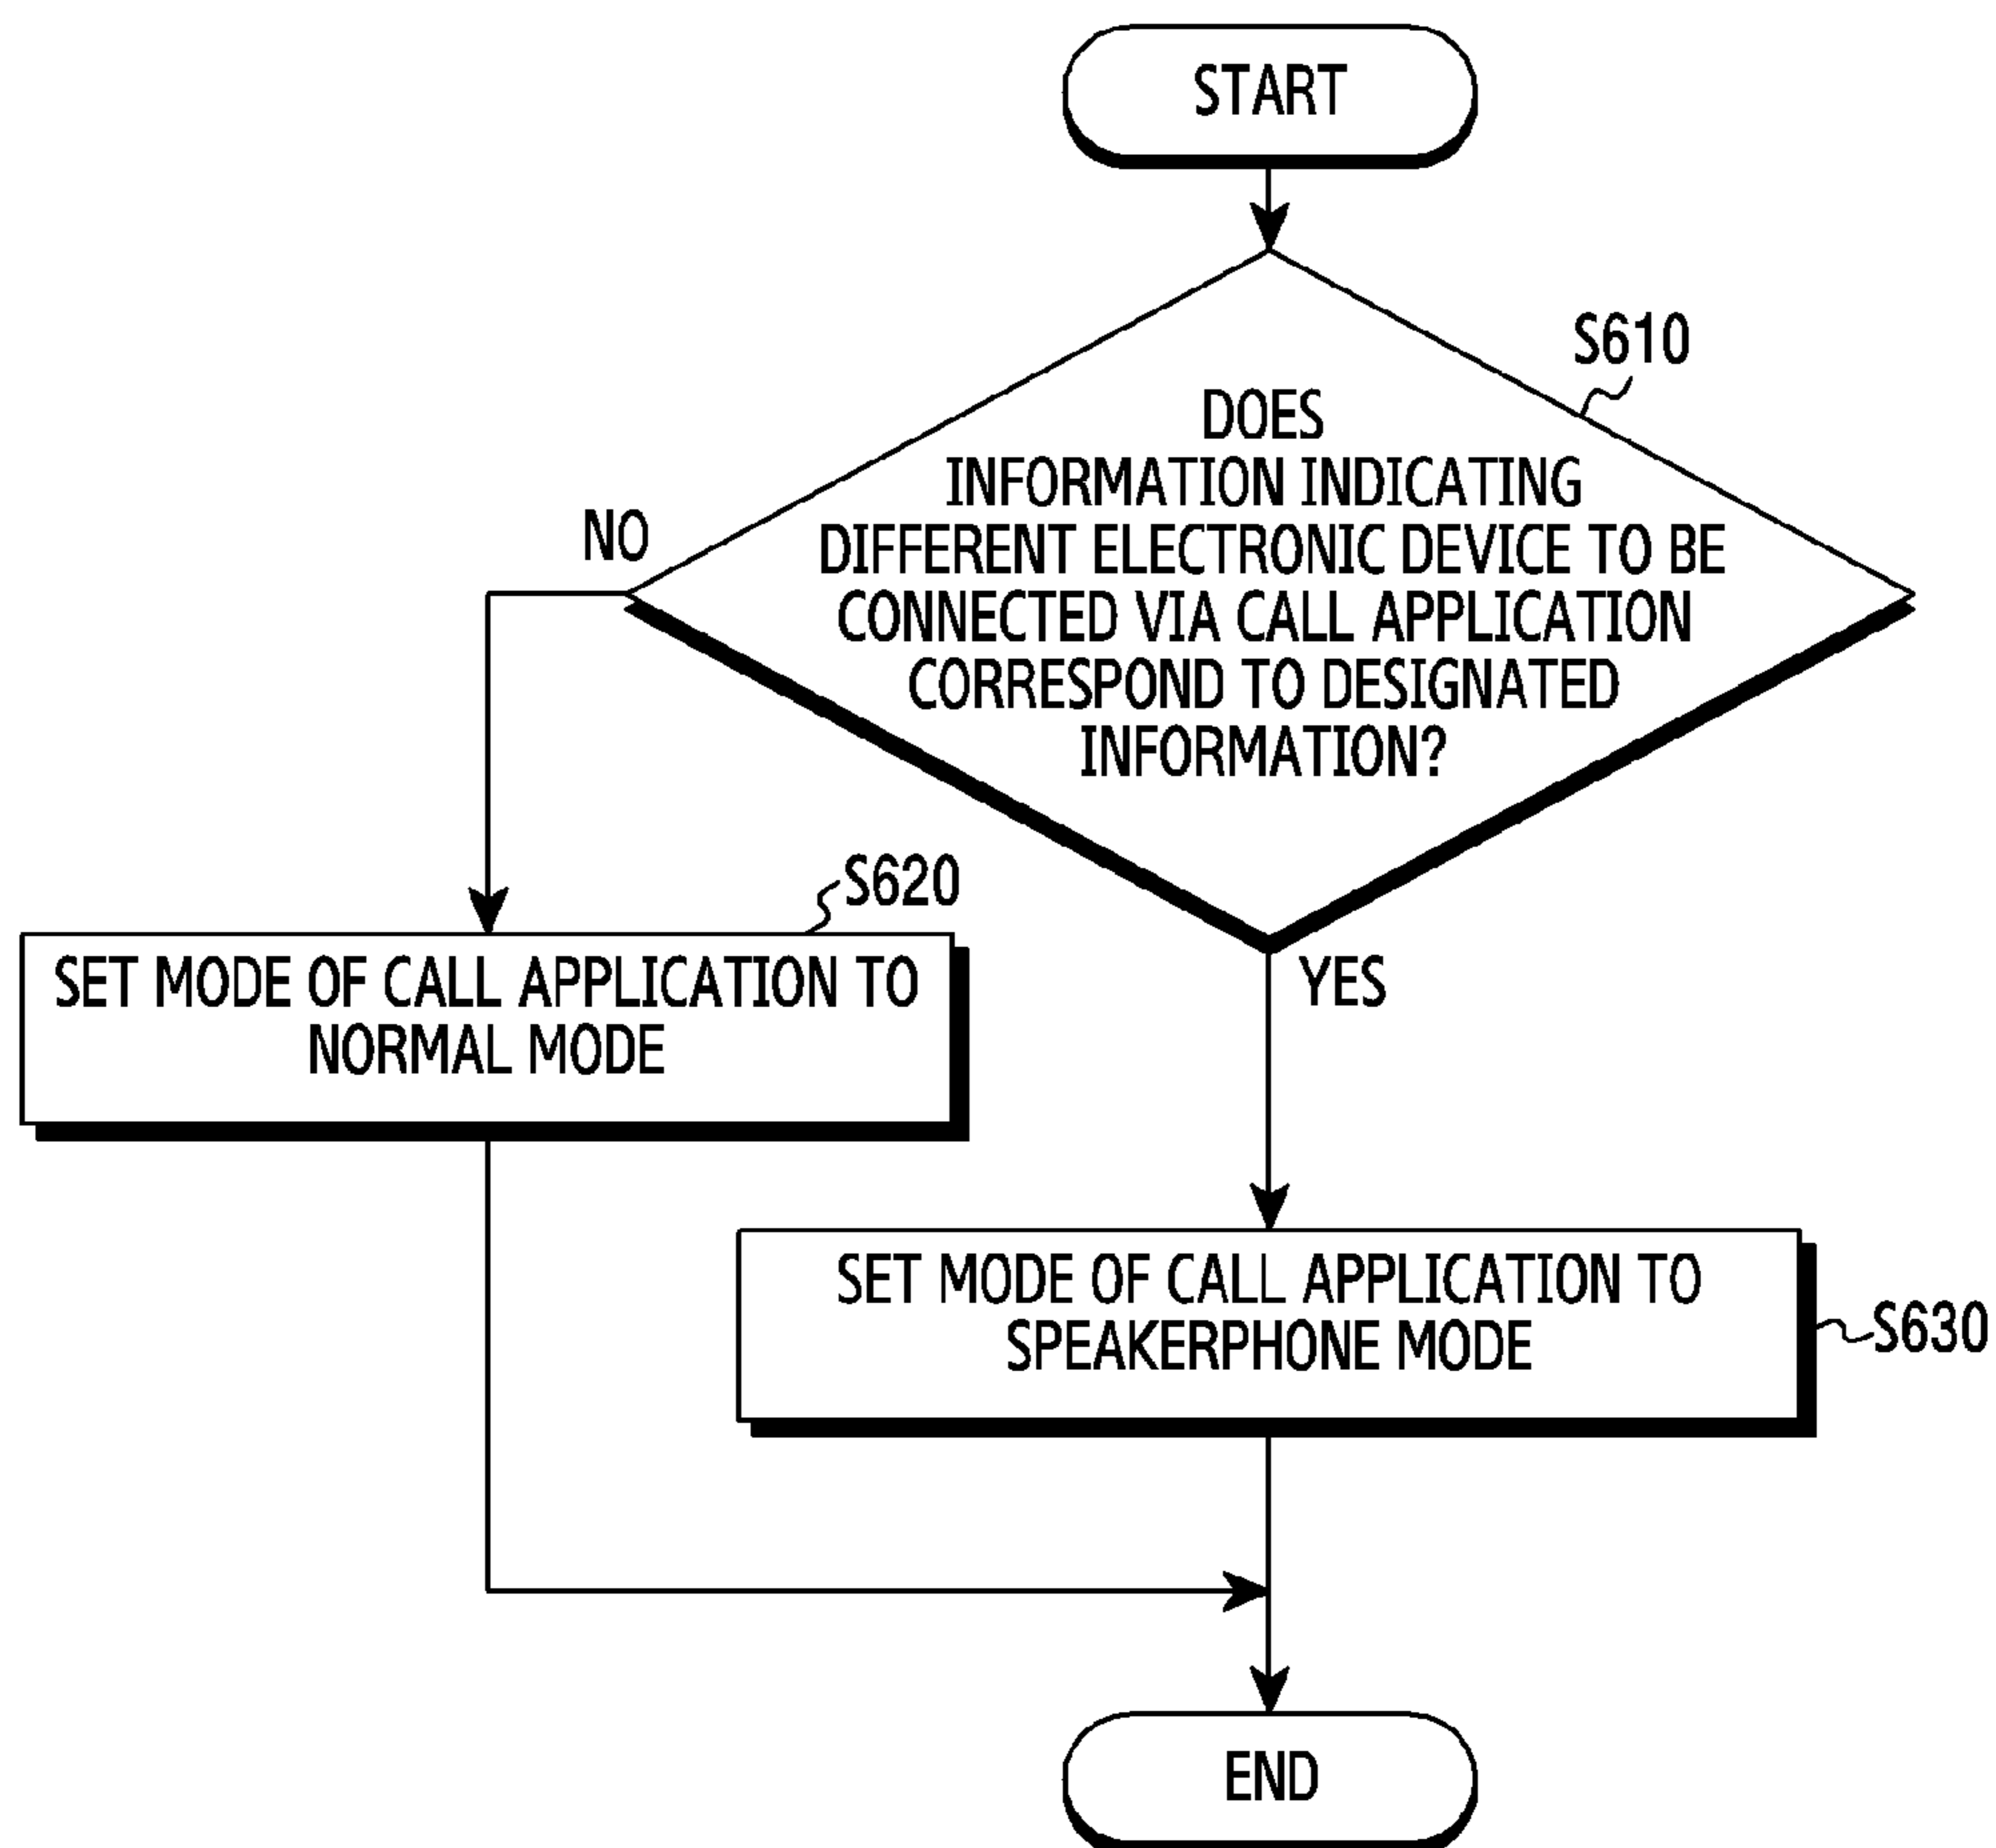 START
S610
DOES
INFORMATION INDICATING
DIFFERENT ELECTRONIC DEVICE TO BE
CONNECTED VIA CALL APPLICATION
CORRESPOND TO DESIGNATED
INFORMATION?
NO
S620
SET MODE OF CALL APPLICATION TO
NORMAL MODE
YES
SET MODE OF CALL APPLICATION TO
SPEAKERPHONE MODE
S630
END